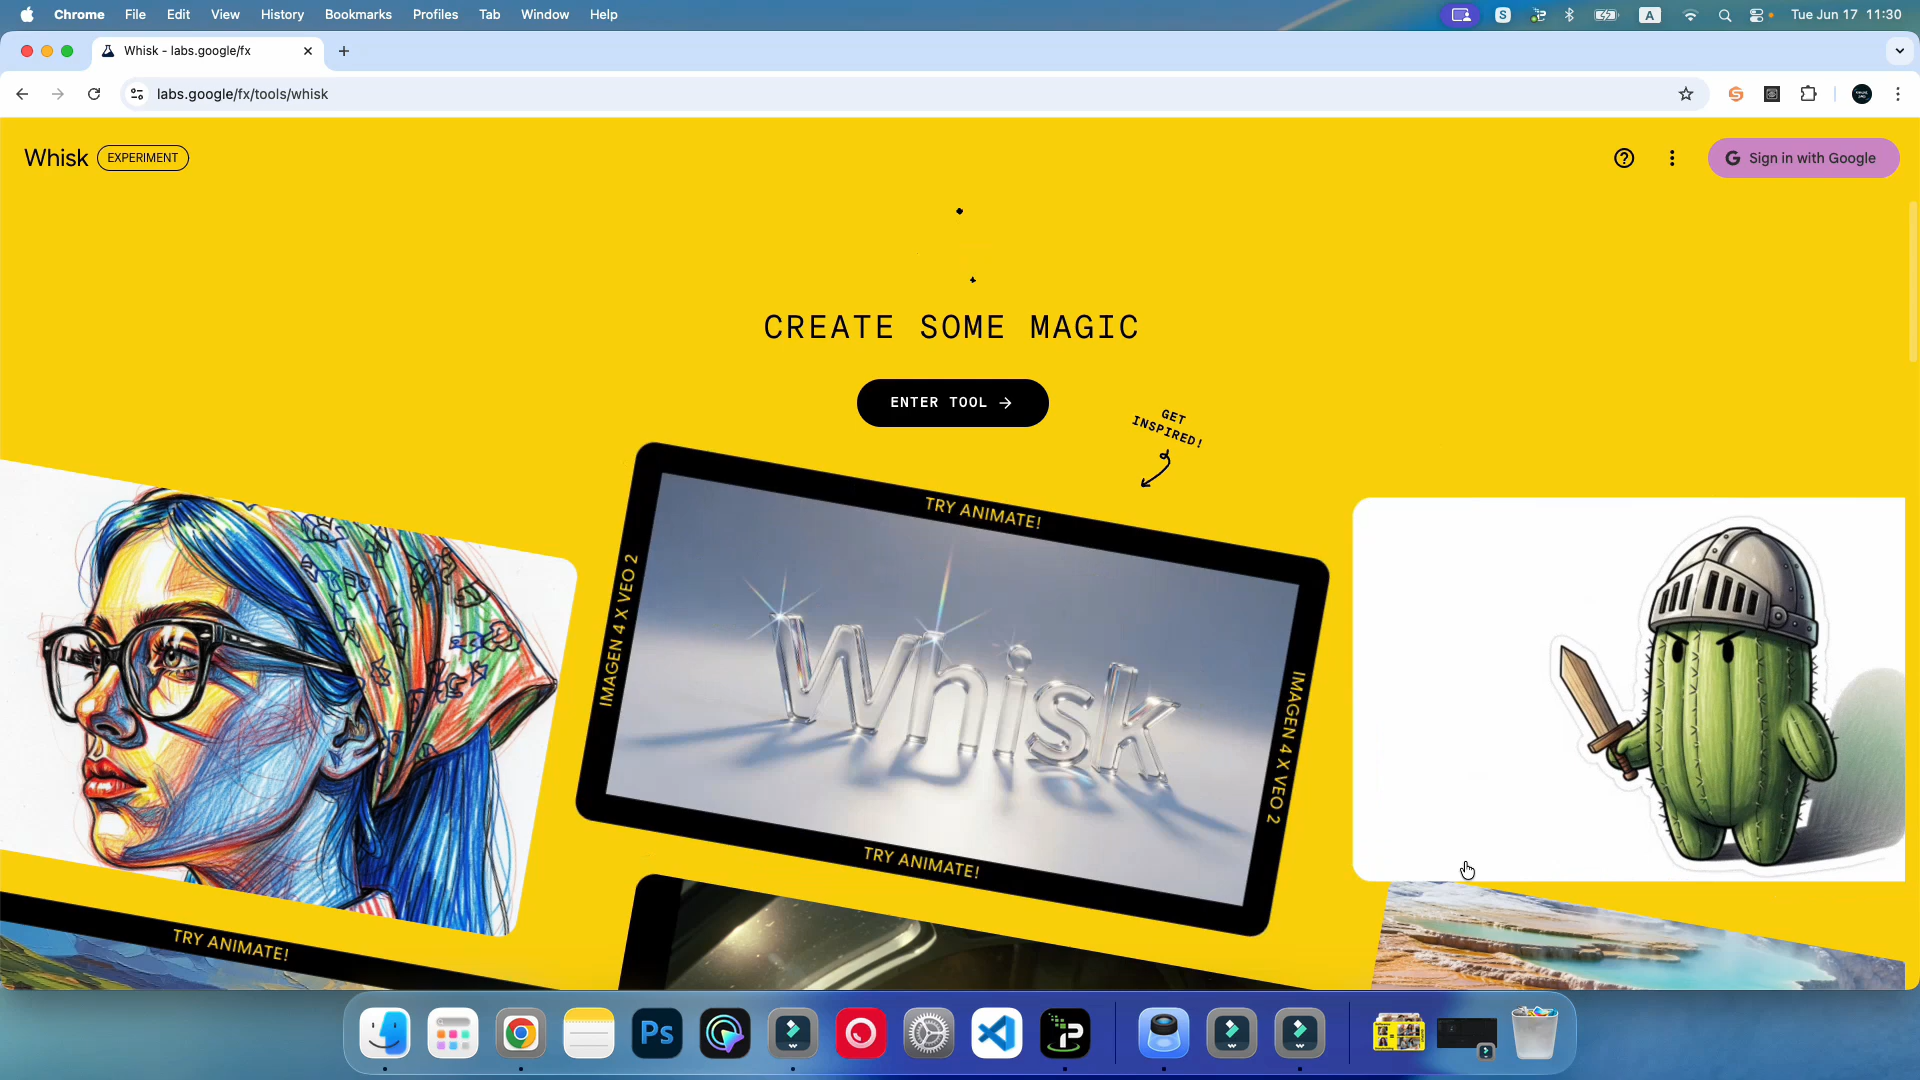 Chrome File Edit View History Bookmarks Profiles Tab Window Help
S A Tue Jun 17 11:30
Whisk - labs.google/fx
labs.google/fx/tools/whisk
Whisk EXPERIMENT
Sign in with Google
CREATE SOME MAGIC
ENTER TOOL →
GET
INSPIRED!
TRY ANIMATE!
IMAGEN 4 X VEO 2
Whisk
IMAGEN 4 X VEO 2
TRY ANIMATE!
TRY ANIMATE!
Ps